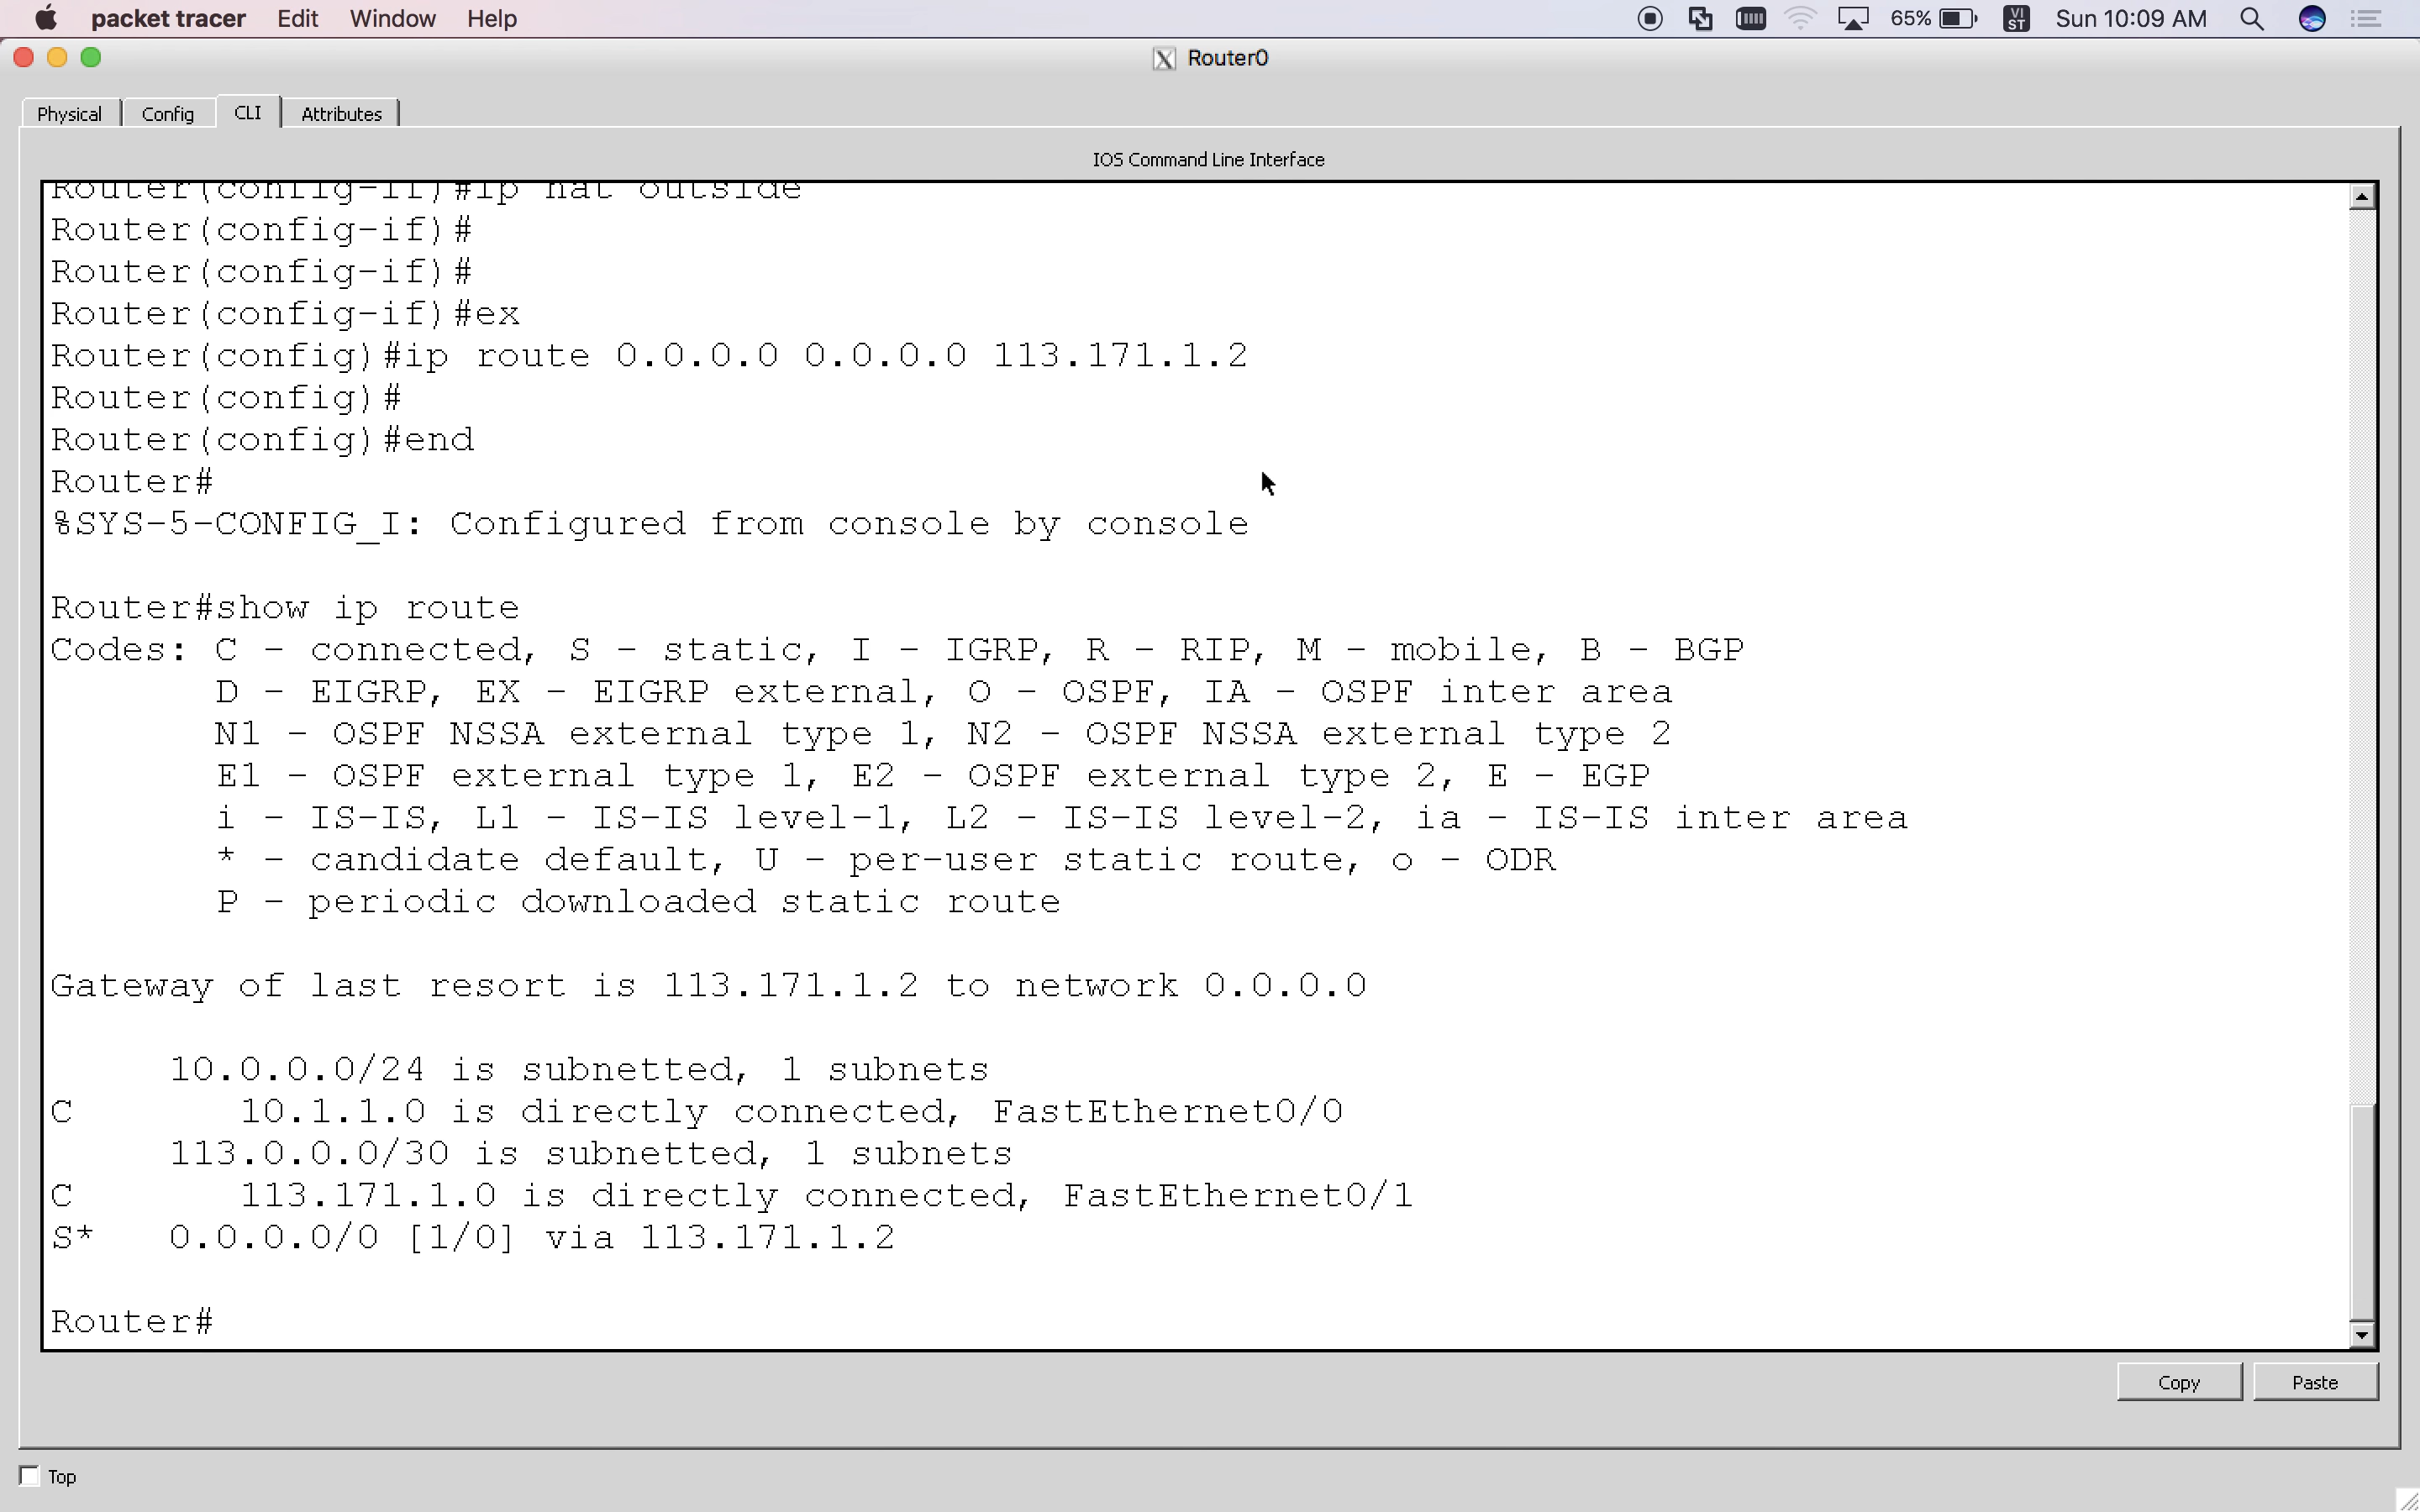 packet tracer Edit Window Help 65% VI ST Sun 10:09 AM
X Router0
Physical Config CLI Attributes
IOS Command Line Interface
Router(config-if)#ip nat outside
Router(config-if)#
Router(config-if)#
Router(config-if)#ex
Router(config)#ip route 0.0.0.0 0.0.0.0 113.171.1.2
Router(config)#
Router(config)#end
Router#
%SYS-5-CONFIG_I: Configured from console by console
Router#show ip route
Codes: C - connected, S - static, I - IGRP, R - RIP, M - mobile, B - BGP
D - EIGRP, EX - EIGRP external, O - OSPF, IA - OSPF inter area
N1 - OSPF NSSA external type 1, N2 - OSPF NSSA external type 2
E1 - OSPF external type 1, E2 - OSPF external type 2, E - EGP
i - IS-IS, L1 - IS-IS level-1, L2 - IS-IS level-2, ia - IS-IS inter area
* - candidate default, U - per-user static route, o - ODR
P - periodic downloaded static route
Gateway of last resort is 113.171.1.2 to network 0.0.0.0
10.0.0.0/24 is subnetted, 1 subnets
C 10.1.1.0 is directly connected, FastEthernet0/0
113.0.0.0/30 is subnetted, 1 subnets
C 113.171.1.0 is directly connected, FastEthernet0/1
S* 0.0.0.0/0 [1/0] via 113.171.1.2
Router#
Copy Paste
Top